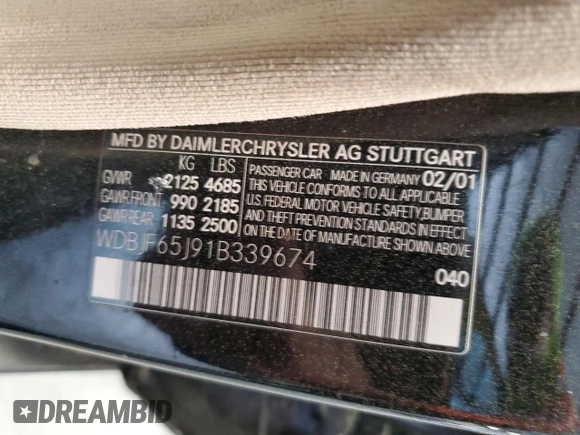 MFD BY DAIMLERCHRYSLER AG STUTTGART
KG LBS
GVWR 2125 4685
GAWR FRONT 990 2185
GAWR REAR 1135 2500
PASSENGER CAR MADE IN GERMANY 02/01
THIS VEHICLE CONFORMS TO ALL APPLICABLE
U.S. FEDERAL MOTOR VEHICLE SAFETY, BUMPER
AND THEFT PREVENTION STANDARDS IN EFFECT
ON THE DATE OF MANUFACTURE SHOWN ABOVE.
WDBJF65J91B339674
040
DREAMBID